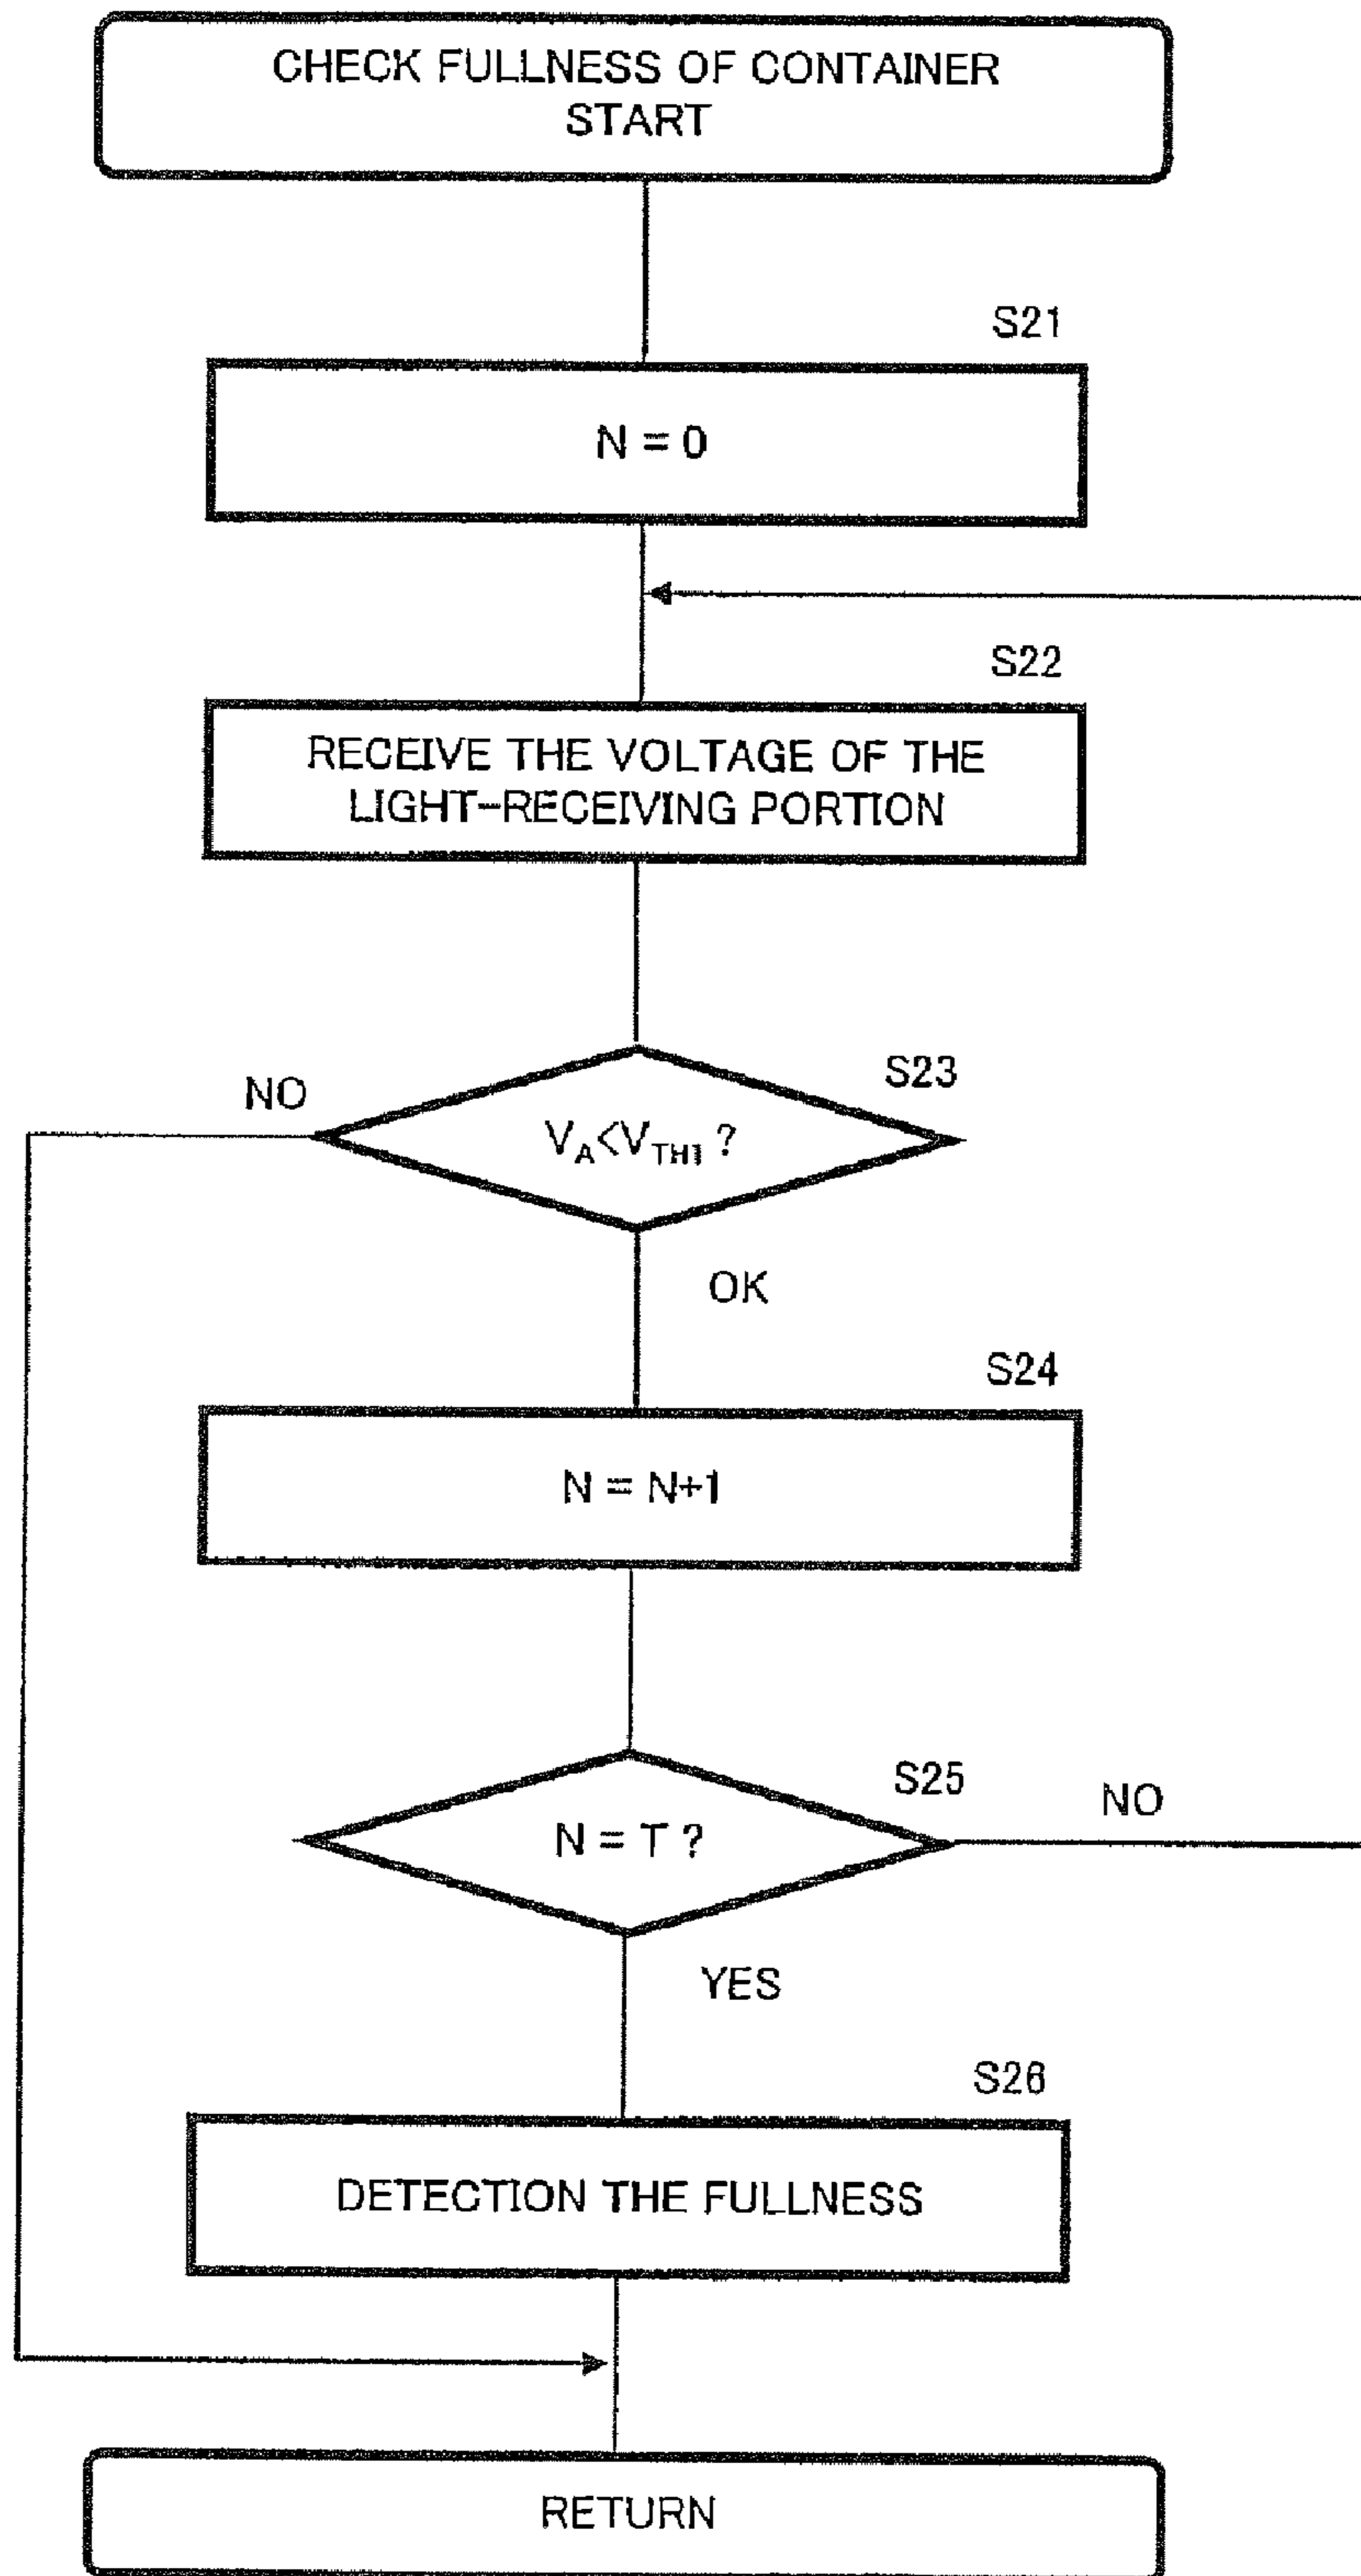 CHECK FULLNESS OF CONTAINER
START
S21
N = 0
S22
RECEIVE THE VOLTAGE OF THE
LIGHT-RECEIVING PORTION
S23
NO
VA<VTH1 ?
OK
S24
N = N+1
S25
NO
N = T ?
YES
S26
DETECTION THE FULLNESS
RETURN